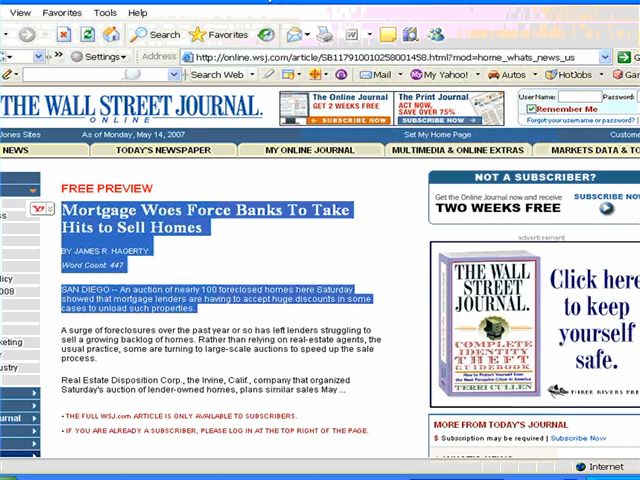 View Favorites Tools Help
Search Favorites
Settings Address http://online.wsj.com/article/SB117910010258001458.html?mod=home_whats_news_us
Search Web Mail My Yahoo! Autos HotJobs
THE WALL STREET JOURNAL.
ONLINE
The Online Journal
GET 2 WEEKS FREE
SUBSCRIBE NOW
The Print Journal
ACT NOW,
SAVE OVER 75%
SUBSCRIBE NOW
User Name: Password:
Remember Me
Forgot your username or password?
Jones Sites As of Monday, May 14, 2007 Set My Home Page
NEWS TODAY'S NEWSPAPER MY ONLINE JOURNAL MULTIMEDIA & ONLINE EXTRAS MARKETS DATA & TO
FREE PREVIEW
Mortgage Woes Force Banks To Take
Hits to Sell Homes
BY JAMES R. HAGERTY
Word Count: 447
SAN DIEGO -- An auction of nearly 100 foreclosed homes here Saturday
showed that mortgage lenders are having to accept huge discounts in some
cases to unload such properties.
A surge of foreclosures over the past year or so has left lenders struggling to
sell a growing backlog of homes. Rather than relying on real-estate agents, the
usual practice, some are turning to large-scale auctions to speed up the sale
process.
Real Estate Disposition Corp., the Irvine, Calif., company that organized
Saturday's auction of lender-owned homes, plans similar sales May ...
• THE FULL WSJ.com ARTICLE IS ONLY AVAILABLE TO SUBSCRIBERS.
• IF YOU ARE ALREADY A SUBSCRIBER, PLEASE LOG IN AT THE TOP RIGHT OF THE PAGE.
NOT A SUBSCRIBER?
Get the Online Journal now and receive
TWO WEEKS FREE
SUBSCRIBE NOW
advertisement
THE WALL STREET
JOURNAL.
COMPLETE
IDENTITY
THEFT
GUIDEBOOK
How to Protect Yourself from
the Most Pervasive Crime in America
TERRI CULLEN
Click here
to keep
yourself
safe.
THREE RIVERS
MORE FROM TODAY'S JOURNAL
$ Subscription may be required | Subscribe Now
Internet